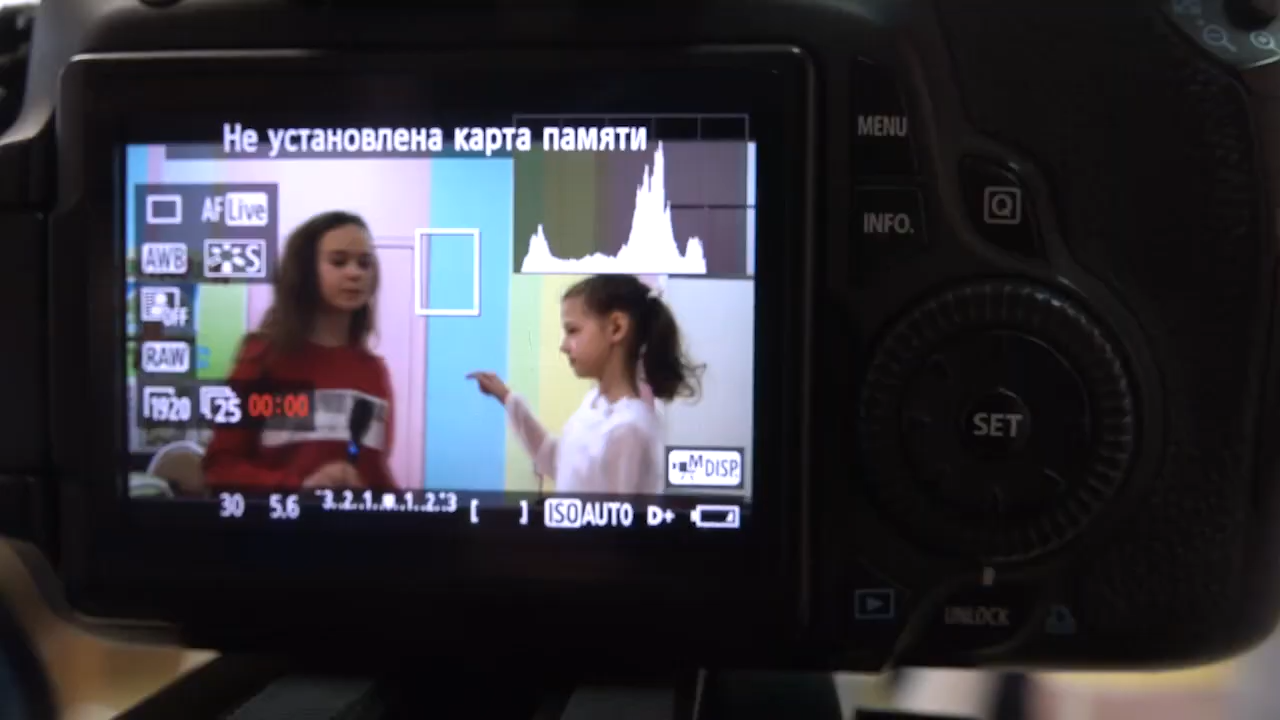 Не установлена карта памяти
AF Live
AWB S
OFF
RAW
1920 25 00:00
M DISP.
30 5.6 3..2..1..0..1..2..3 [ ] ISO AUTO D+
MENU
INFO.
Q
SET
UNLOCK